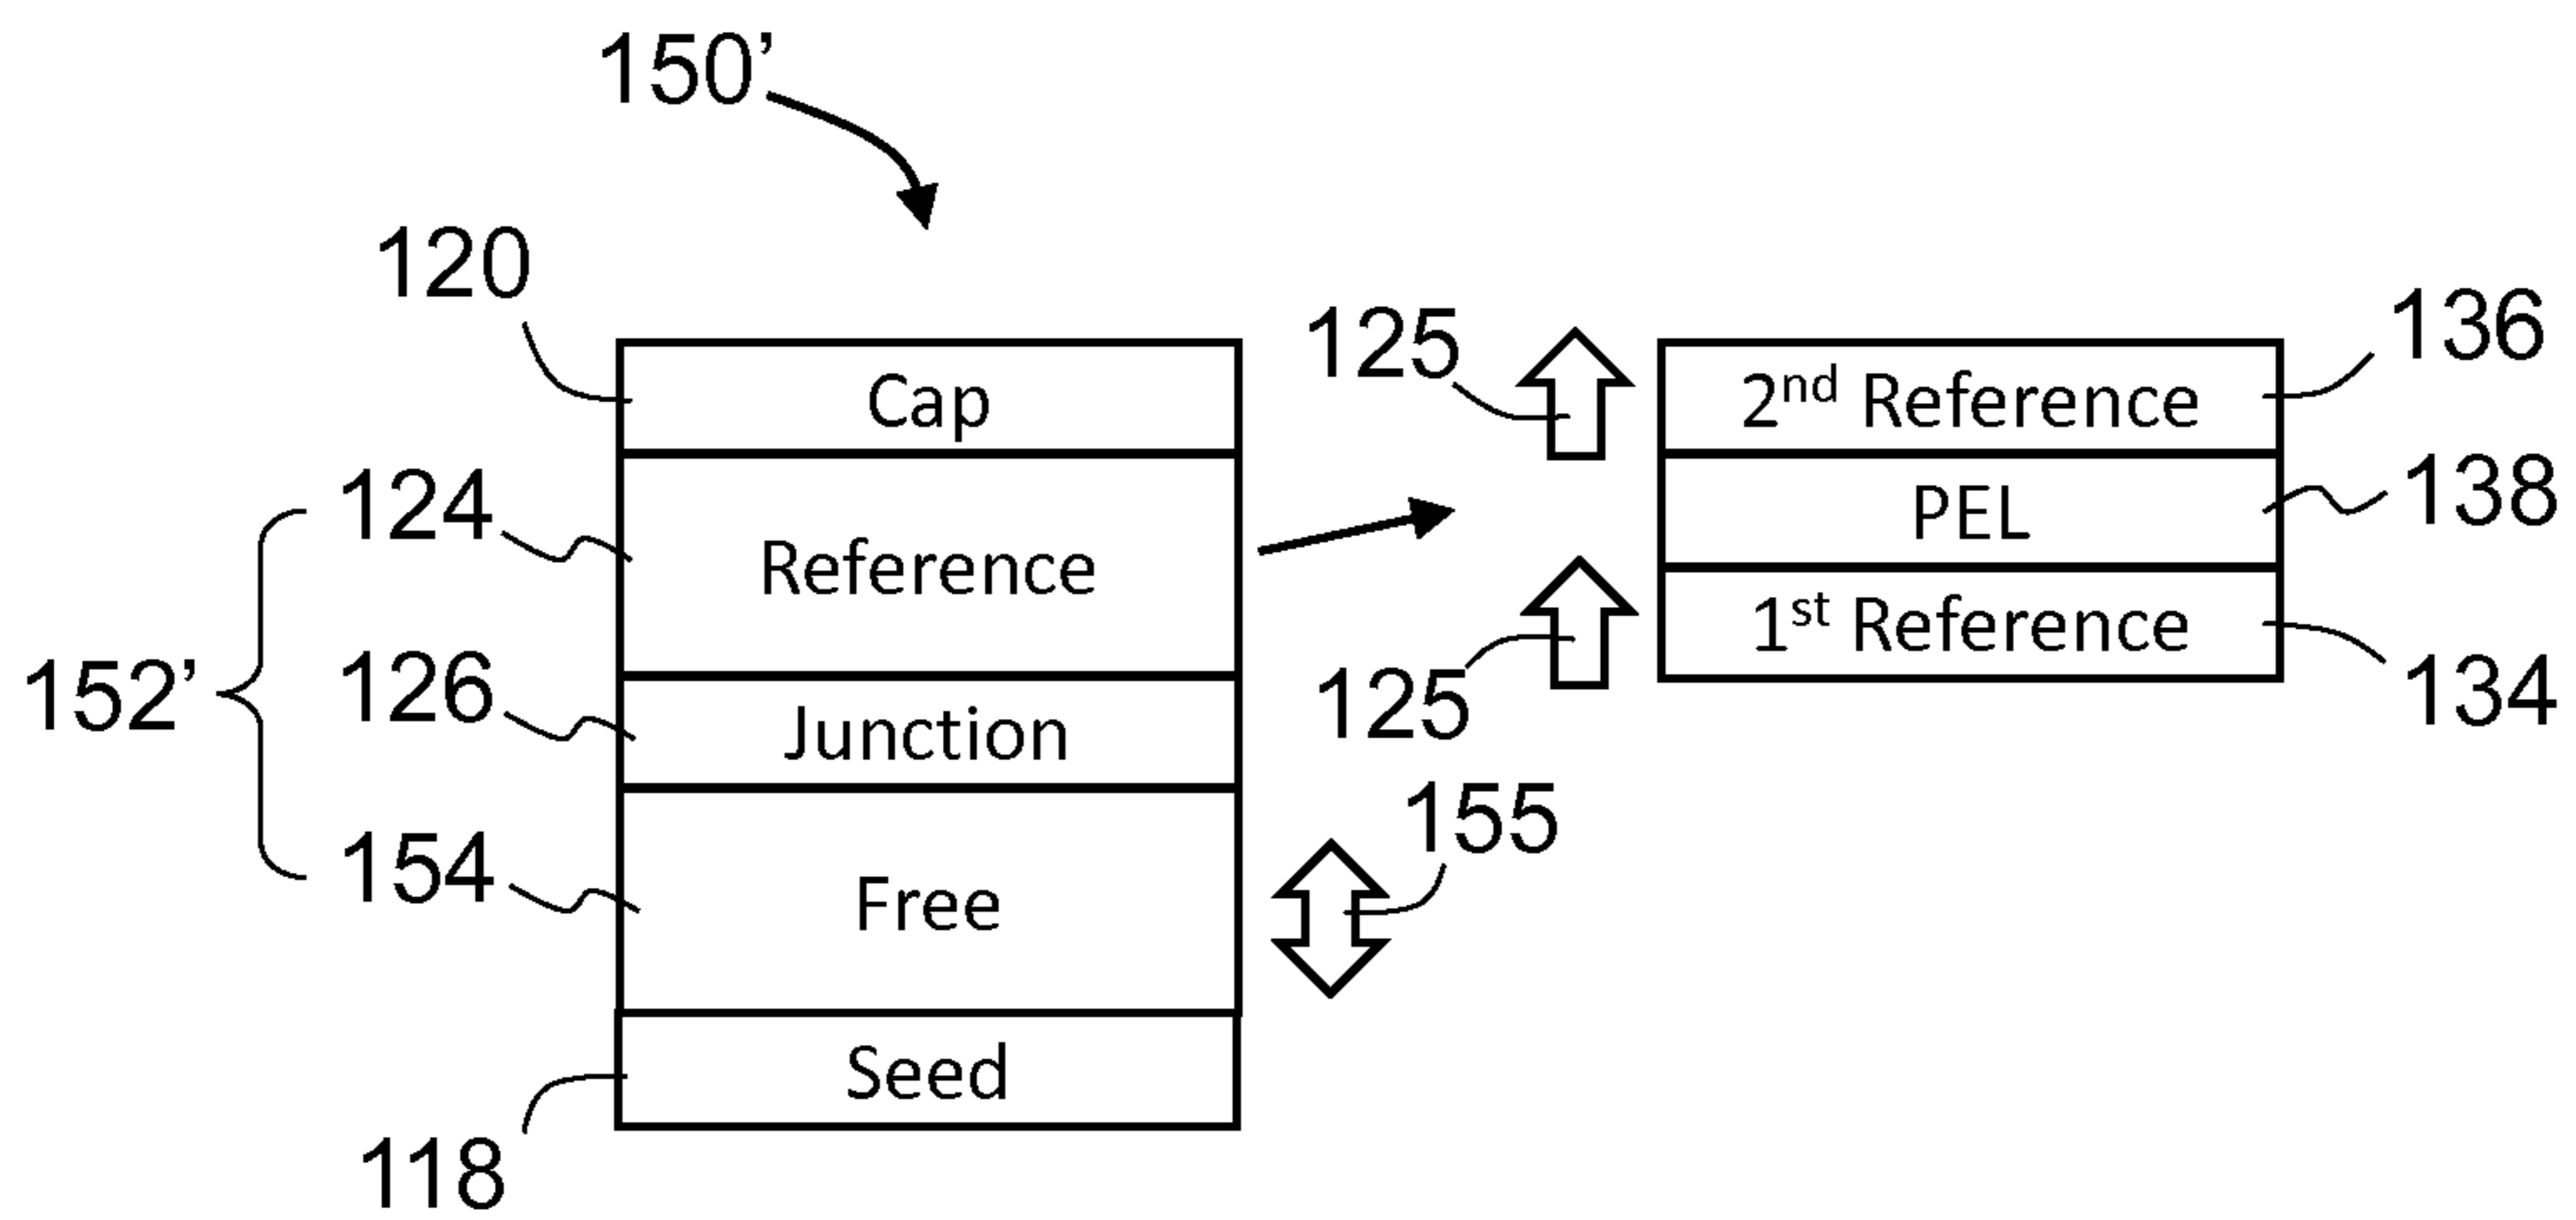 150’
120
Cap
125
2nd Reference
136
124
Reference
PEL
138
152’
126
Junction
125
1st Reference
134
154
Free
155
Seed
118